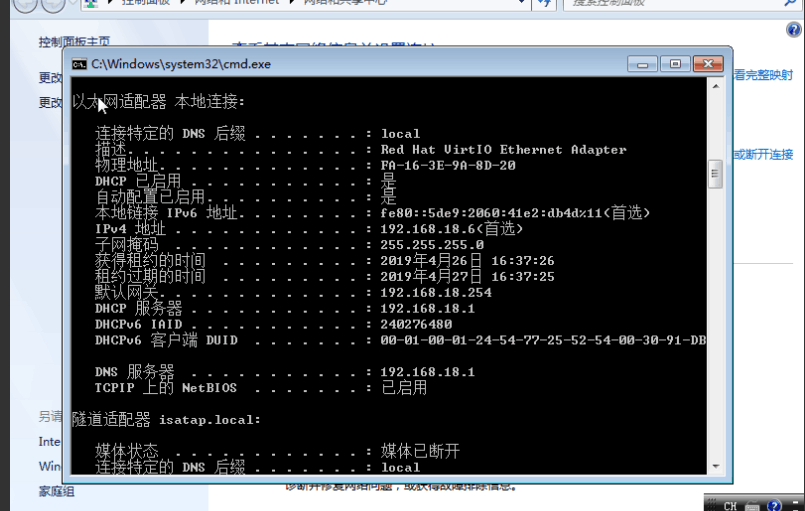 控制面板 ▸ 网络和 Internet ▸ 网络和共享中心
搜索控制面板
控制面板主页
C:\Windows\system32\cmd.exe
更改
看完整映射
更改
以太网适配器 本地连接:
连接特定的 DNS 后缀 . . . . . . . : local
描述. . . . . . . . . . . . . . . : Red Hat VirtIO Ethernet Adapter
或断开连接
物理地址. . . . . . . . . . . . . : FA-16-3E-9A-8D-20
DHCP 已启用 . . . . . . . . . . . : 是
自动配置已启用. . . . . . . . . . : 是
本地链接 IPv6 地址. . . . . . . . : fe80::5de9:2060:41e2:db4d%11(首选)
IPv4 地址 . . . . . . . . . . . . : 192.168.18.6(首选)
子网掩码 . . . . . . . . . . . . : 255.255.255.0
获得租约的时间 . . . . . . . . . : 2019年4月26日 16:37:26
租约过期的时间 . . . . . . . . . : 2019年4月27日 16:37:25
默认网关. . . . . . . . . . . . . : 192.168.18.254
DHCP 服务器 . . . . . . . . . . . : 192.168.18.1
DHCPv6 IAID . . . . . . . . . . . : 240276480
DHCPv6 客户端 DUID . . . . . . . : 00-01-00-01-24-54-77-25-52-54-00-30-91-DB
DNS 服务器 . . . . . . . . . . . : 192.168.18.1
TCPIP 上的 NetBIOS . . . . . . . : 已启用
另请
隧道适配器 isatap.local:
Inte
媒体状态 . . . . . . . . . . . . : 媒体已断开
Win
连接特定的 DNS 后缀 . . . . . . . : local
家庭组
诊断并修复网络问题，或获得故障排除信息。
CH